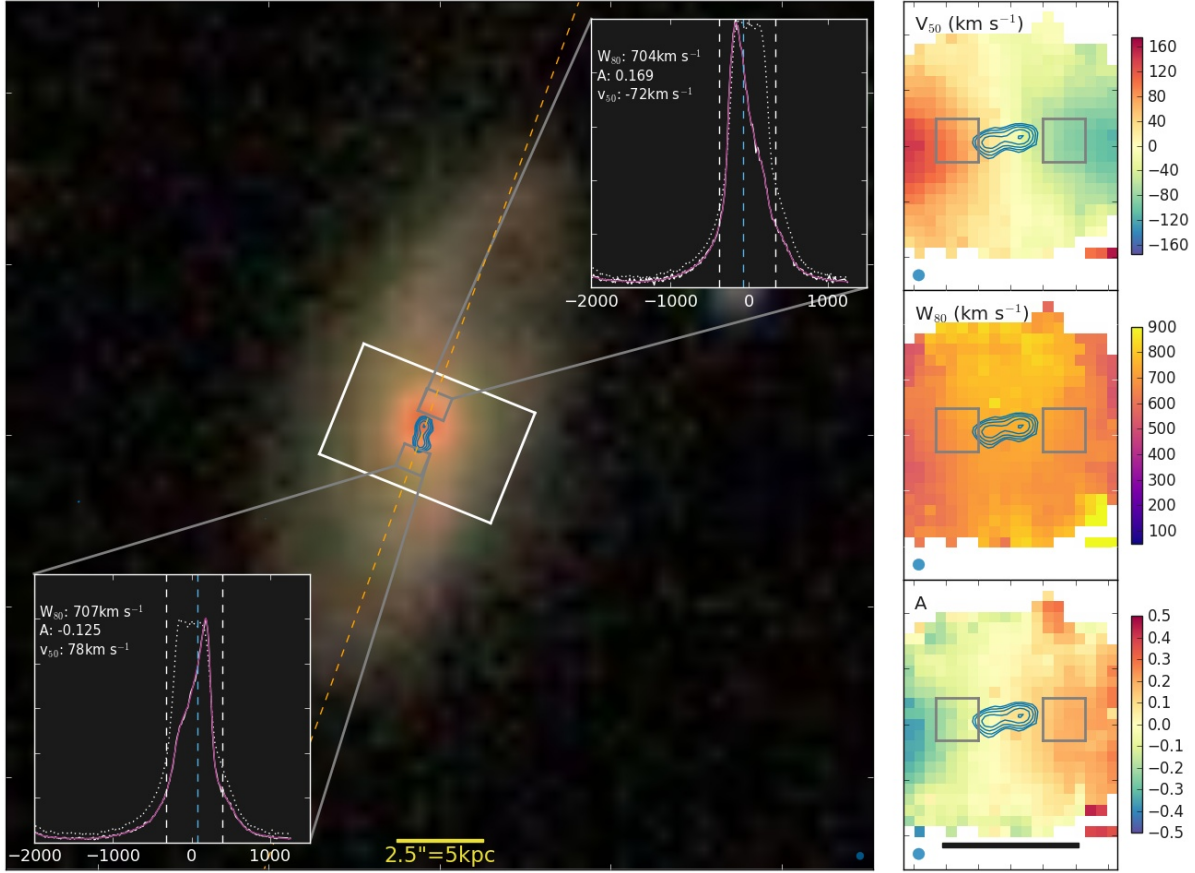 W₈₀: 704km s⁻¹
A: 0.169
v₅₀: -72km s⁻¹
−2000 −1000 0 1000
W₈₀: 707km s⁻¹
A: -0.125
v₅₀: 78km s⁻¹
−2000 −1000 0 1000
2.5"=5kpc
V₅₀ (km s⁻¹)
160
120
80
40
0
−40
−80
−120
−160
W₈₀ (km s⁻¹)
900
800
700
600
500
400
300
200
100
A
0.5
0.4
0.3
0.2
0.1
0.0
−0.1
−0.2
−0.3
−0.4
−0.5